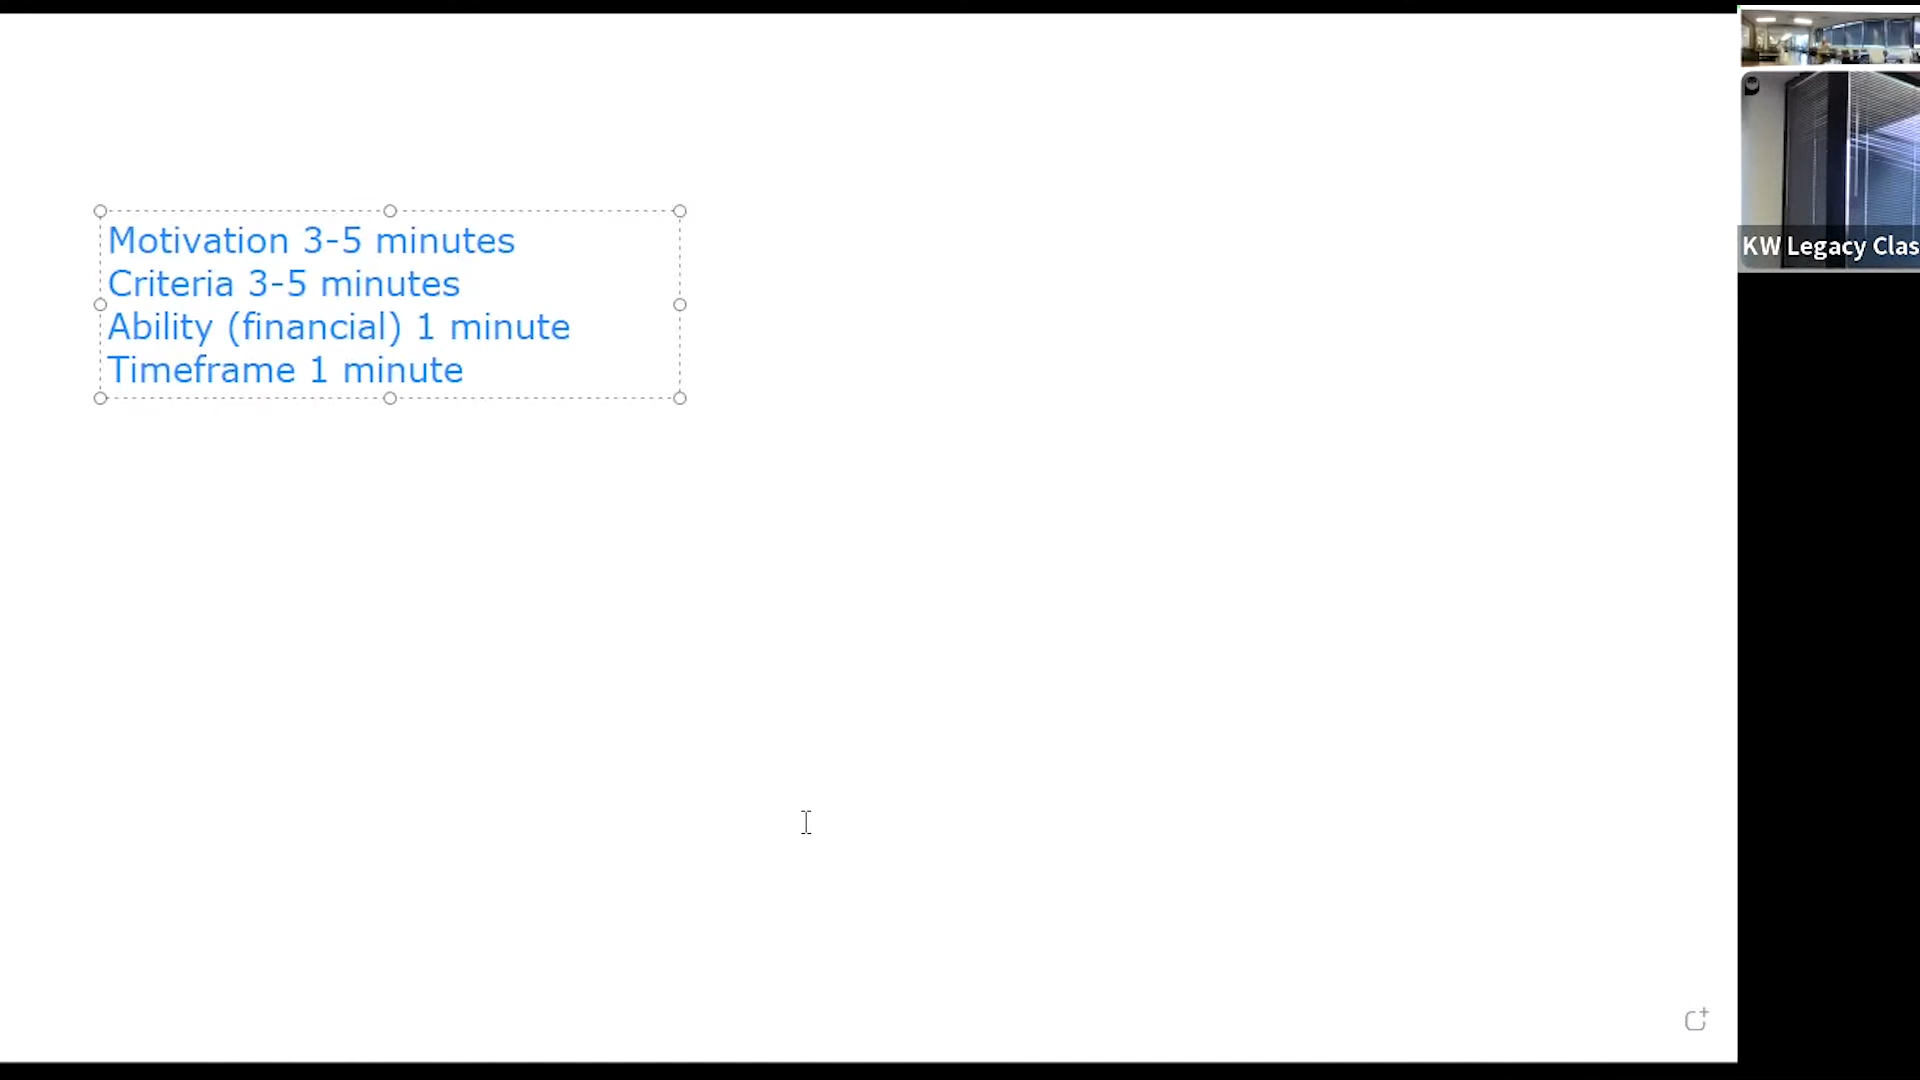 Motivation 3-5 minutes
Criteria 3-5 minutes
Ability (financial) 1 minute
Timeframe 1 minute
KW Legacy Clas